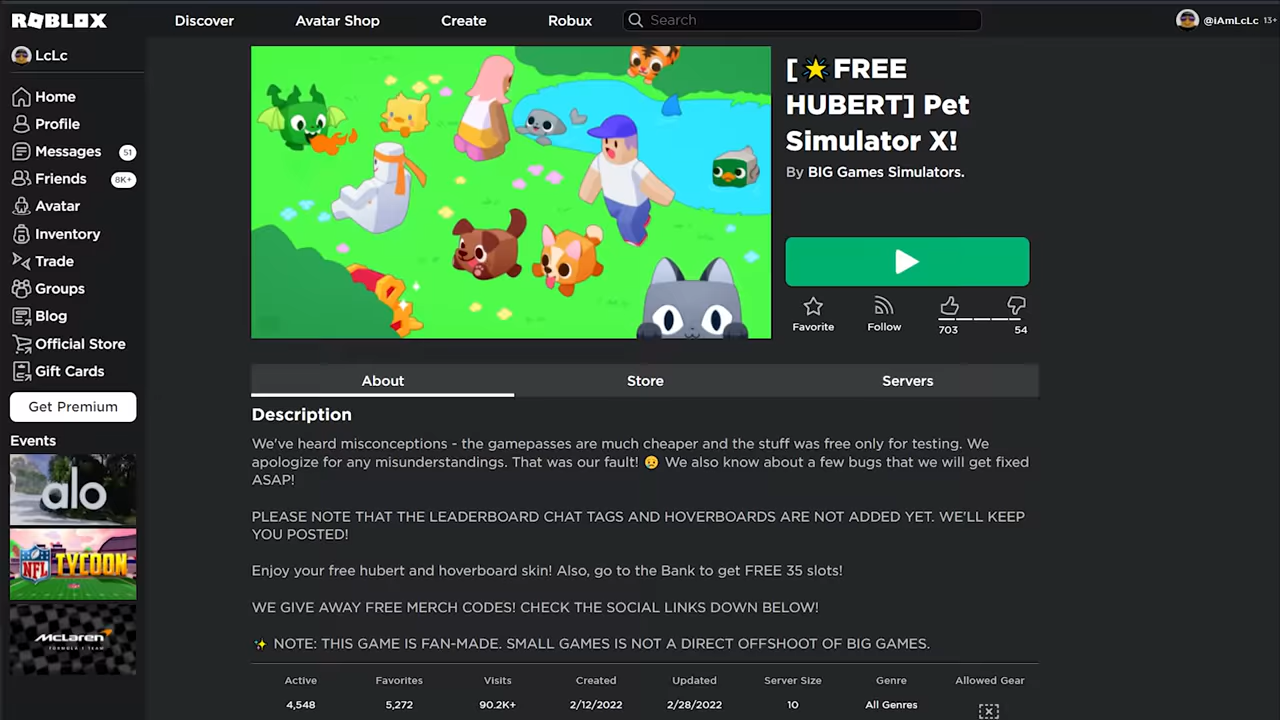 ROBLOX
Discover
Avatar Shop
Create
Robux
Search
@iAmLcLc 13+
LcLc
Home
Profile
Messages 51
Friends 8K+
Avatar
Inventory
Trade
Groups
Blog
Official Store
Gift Cards
Get Premium
Events
alo
NFL TYCOON
McLaren
FORMULA 1 TEAM
[⭐FREE
HUBERT] Pet
Simulator X!
By BIG Games Simulators.
Favorite
Follow
703
54
About
Store
Servers
Description
We've heard misconceptions - the gamepasses are much cheaper and the stuff was free only for testing. We
apologize for any misunderstandings. That was our fault! 😥 We also know about a few bugs that we will get fixed
ASAP!
PLEASE NOTE THAT THE LEADERBOARD CHAT TAGS AND HOVERBOARDS ARE NOT ADDED YET. WE'LL KEEP
YOU POSTED!
Enjoy your free hubert and hoverboard skin! Also, go to the Bank to get FREE 35 slots!
WE GIVE AWAY FREE MERCH CODES! CHECK THE SOCIAL LINKS DOWN BELOW!
✨ NOTE: THIS GAME IS FAN-MADE. SMALL GAMES IS NOT A DIRECT OFFSHOOT OF BIG GAMES.
Active Favorites Visits Created Updated Server Size Genre Allowed Gear
4,548 5,272 90.2K+ 2/12/2022 2/28/2022 10 All Genres